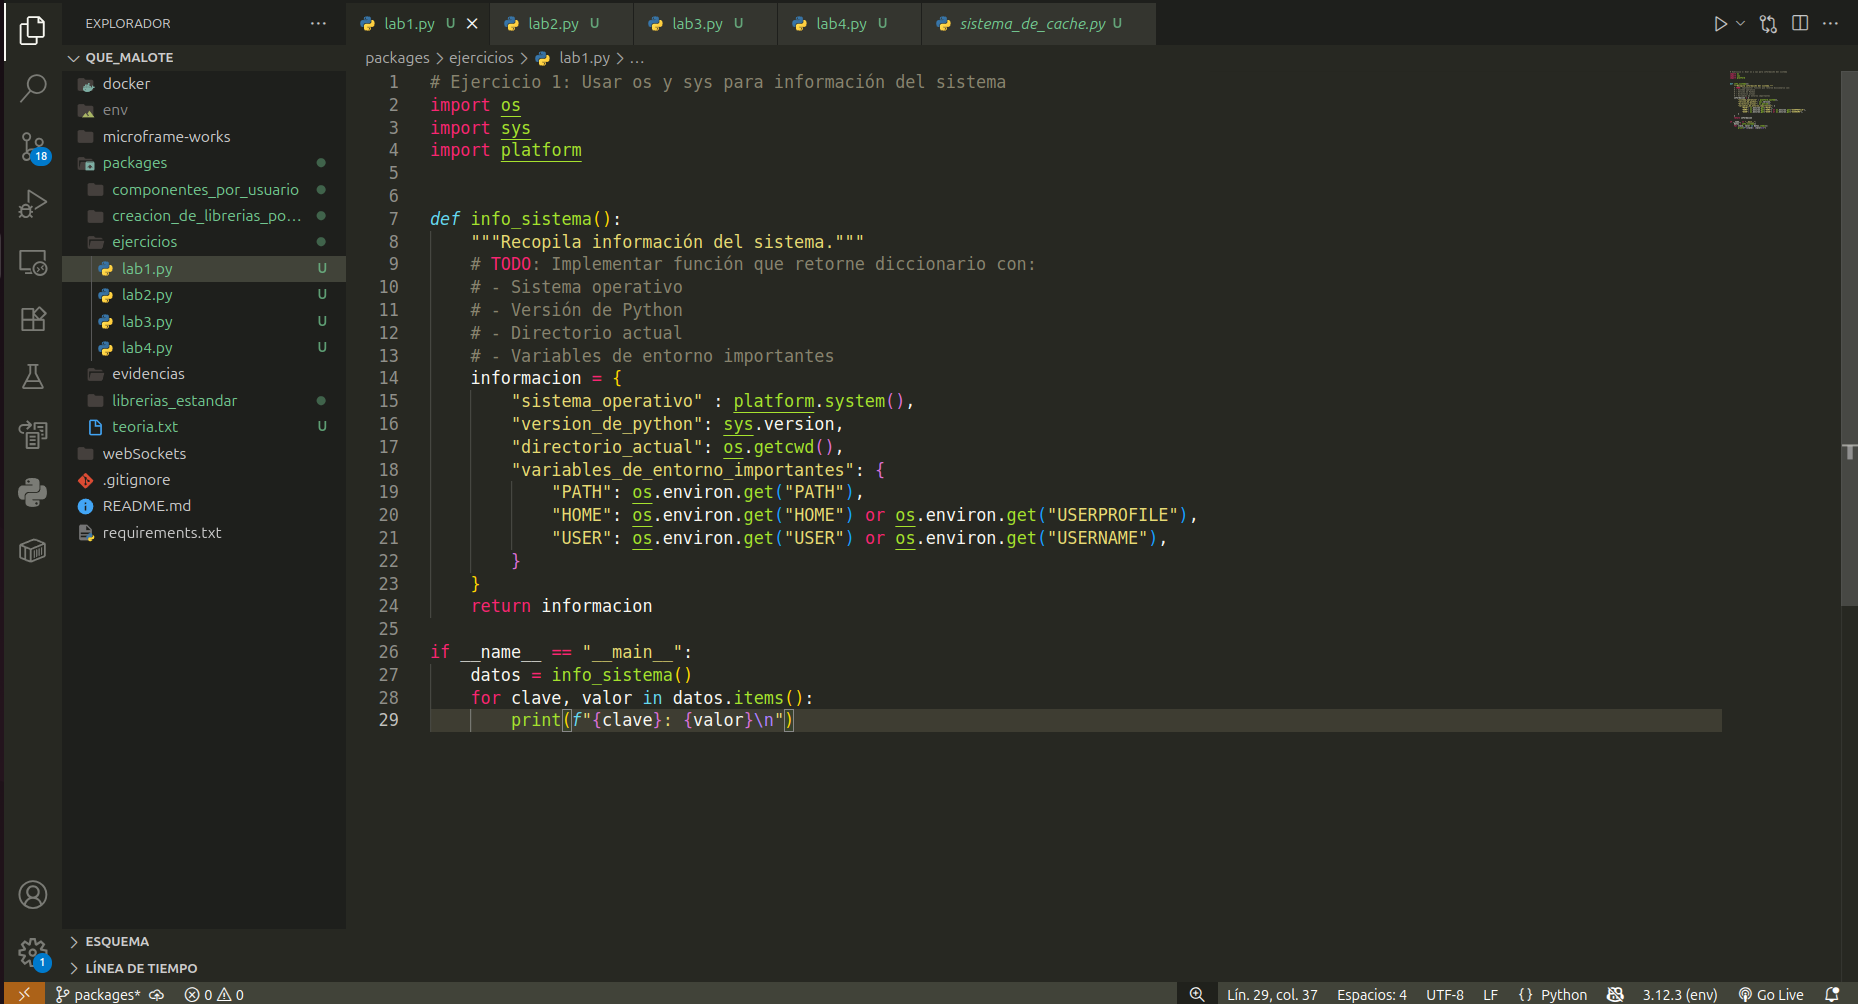 EXPLORADOR
QUE_MALOTE
docker
env
microframe-works
packages
componentes_por_usuario
creacion_de_librerias_po...
ejercicios
lab1.py U
lab2.py U
lab3.py U
lab4.py U
evidencias
librerias_estandar
teoria.txt U
webSockets
.gitignore
README.md
requirements.txt
ESQUEMA
LÍNEA DE TIEMPO
18
1
lab1.py U lab2.py U lab3.py U lab4.py U sistema_de_cache.py U
packages > ejercicios > lab1.py > ...
1 # Ejercicio 1: Usar os y sys para información del sistema
2 import os
3 import sys
4 import platform
5
6
7 def info_sistema():
8 """Recopila información del sistema."""
9 # TODO: Implementar función que retorne diccionario con:
10 # - Sistema operativo
11 # - Versión de Python
12 # - Directorio actual
13 # - Variables de entorno importantes
14 informacion = {
15 "sistema_operativo" : platform.system(),
16 "version_de_python": sys.version,
17 "directorio_actual": os.getcwd(),
18 "variables_de_entorno_importantes": {
19 "PATH": os.environ.get("PATH"),
20 "HOME": os.environ.get("HOME") or os.environ.get("USERPROFILE"),
21 "USER": os.environ.get("USER") or os.environ.get("USERNAME"),
22 }
23 }
24 return informacion
25
26 if __name__ == "__main__":
27 datos = info_sistema()
28 for clave, valor in datos.items():
29 print(f"{clave}: {valor}\n")
packages* 0 0 Lín. 29, col. 37 Espacios: 4 UTF-8 LF {} Python 3.12.3 (env) Go Live